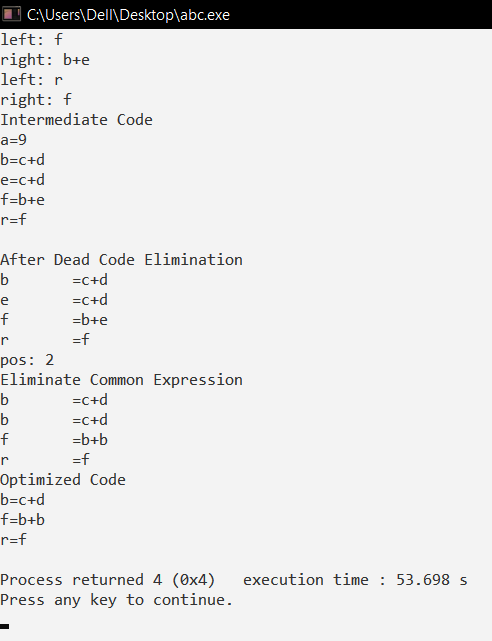 C:\Users\Dell\Desktop\abc.exe
left: f
right: b+e
left: r
right: f
Intermediate Code
a=9
b=c+d
e=c+d
f=b+e
r=f
After Dead Code Elimination
b       =c+d
e       =c+d
f       =b+e
r       =f
pos: 2
Eliminate Common Expression
b       =c+d
b       =c+d
f       =b+b
r       =f
Optimized Code
b=c+d
f=b+b
r=f
Process returned 4 (0x4)   execution time : 53.698 s
Press any key to continue.